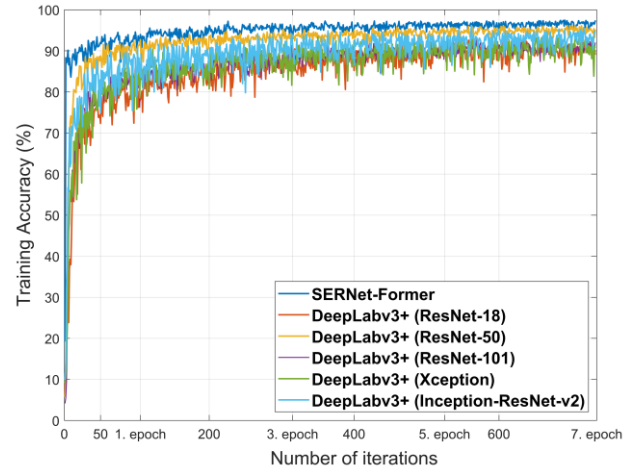 100
90
80
70
60
50
40
30
20
10
0
Training Accuracy (%)
SERNet-Former
DeepLabv3+ (ResNet-18)
DeepLabv3+ (ResNet-50)
DeepLabv3+ (ResNet-101)
DeepLabv3+ (Xception)
DeepLabv3+ (Inception-ResNet-v2)
0 50 1. epoch 200 3. epoch 400 5. epoch 600 7. epoch
Number of iterations